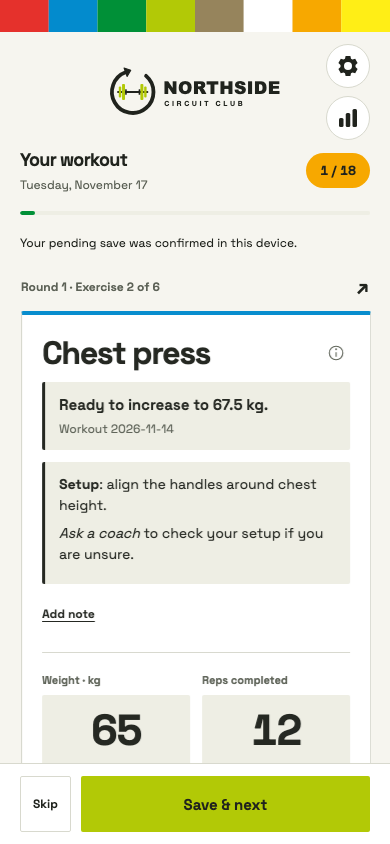 NORTHSIDE
CIRCUIT CLUB
Your workout
Tuesday, November 17
1 / 18
Your pending save was confirmed in this device.
Round 1 · Exercise 2 of 6
Chest press
Ready to increase to 67.5 kg.
Workout 2026-11-14
Setup: align the handles around chest
height.
Ask a coach to check your setup if you
are unsure.
Add note
Weight · kg
Reps completed
65
12
Skip
Save & next